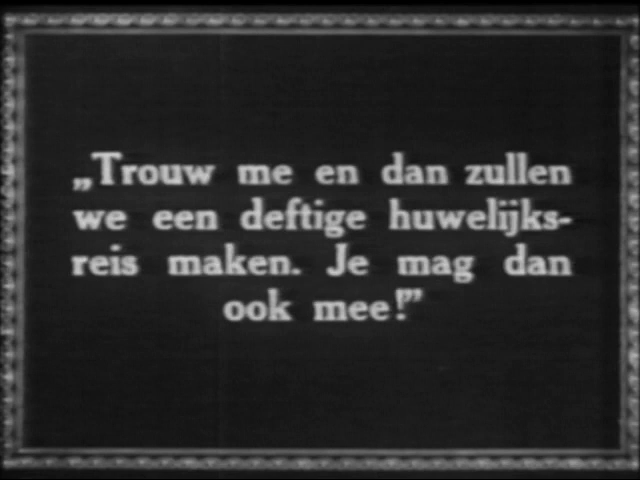 „Trouw me en dan zullen
we een deftige huwelijks-
reis maken. Je mag dan
ook mee!”